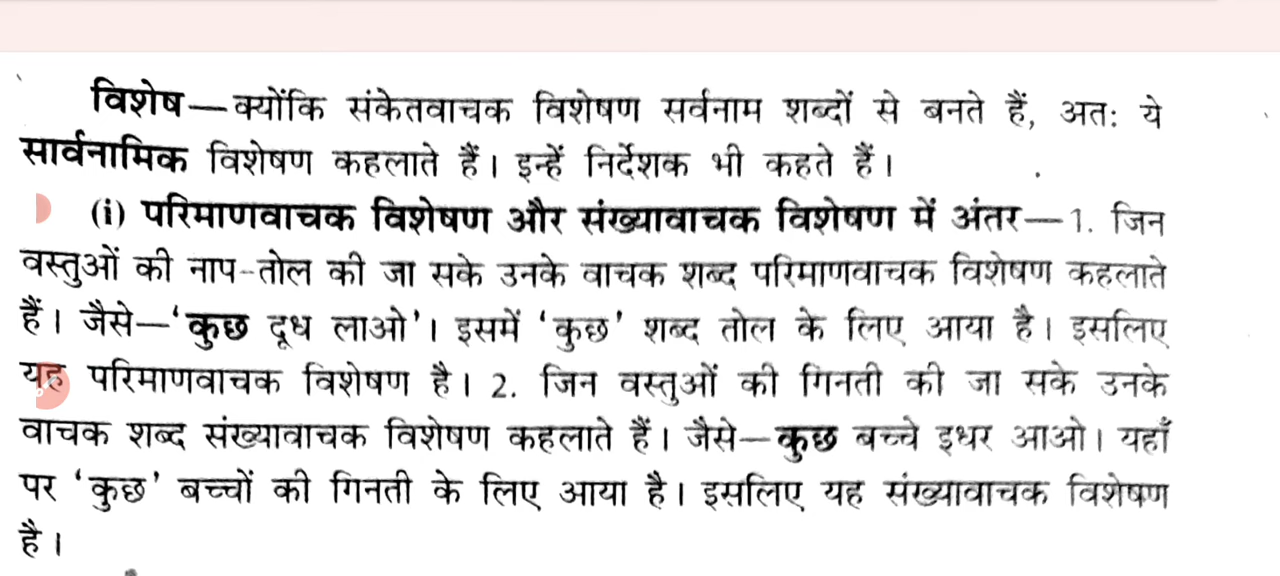 विशेष—क्योंकि संकेतवाचक विशेषण सर्वनाम शब्दों से बनते हैं, अतः ये
सार्वनामिक विशेषण कहलाते हैं। इन्हें निर्देशक भी कहते हैं।
(i) परिमाणवाचक विशेषण और संख्यावाचक विशेषण में अंतर—1. जिन
वस्तुओं की नाप-तोल की जा सके उनके वाचक शब्द परिमाणवाचक विशेषण कहलाते
हैं। जैसे—‘कुछ दूध लाओ’। इसमें ‘कुछ’ शब्द तोल के लिए आया है। इसलिए
यह परिमाणवाचक विशेषण है। 2. जिन वस्तुओं की गिनती की जा सके उनके
वाचक शब्द संख्यावाचक विशेषण कहलाते हैं। जैसे—कुछ बच्चे इधर आओ। यहाँ
पर ‘कुछ’ बच्चों की गिनती के लिए आया है। इसलिए यह संख्यावाचक विशेषण
है।